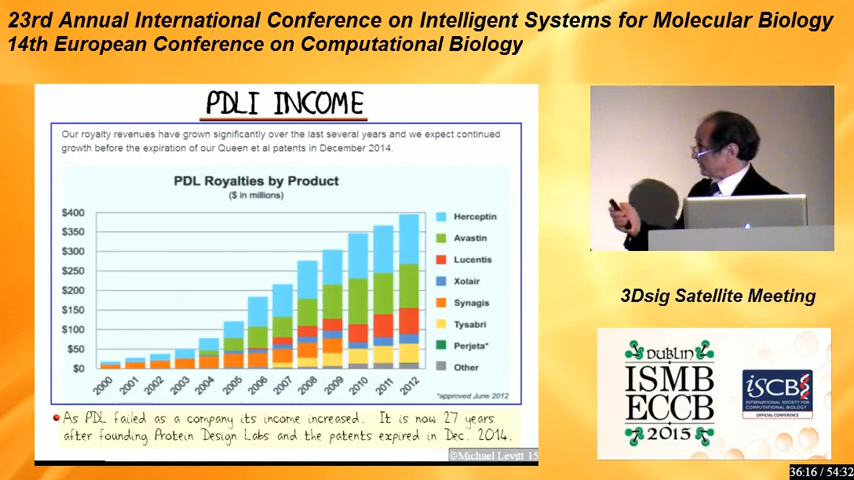 23rd Annual International Conference on Intelligent Systems for Molecular Biology
14th European Conference on Computational Biology
PDLI INCOME
Our royalty revenues have grown significantly over the last several years and we expect continued
growth before the expiration of our Queen et al patents in December 2014.
PDL Royalties by Product
($ in millions)
$400
$350
$300
$250
$200
$150
$100
$50
$0
2000 2001 2002 2003 2004 2005 2006 2007 2008 2009 2010 2011 2012
Herceptin
Avastin
Lucentis
Xolair
Synagis
Tysabri
Perjeta*
Other
*approved June 2012
As PDL failed as a company its income increased. It is now 27 years
after founding Protein Design Labs and the patents expired in Dec. 2014.
©Michael Levitt 15
3Dsig Satellite Meeting
DUBLIN
ISMB
ECCB
2015
ISCB
INTERNATIONAL SOCIETY FOR
COMPUTATIONAL BIOLOGY
OFFICIAL CONFERENCE
36:16 / 54:32